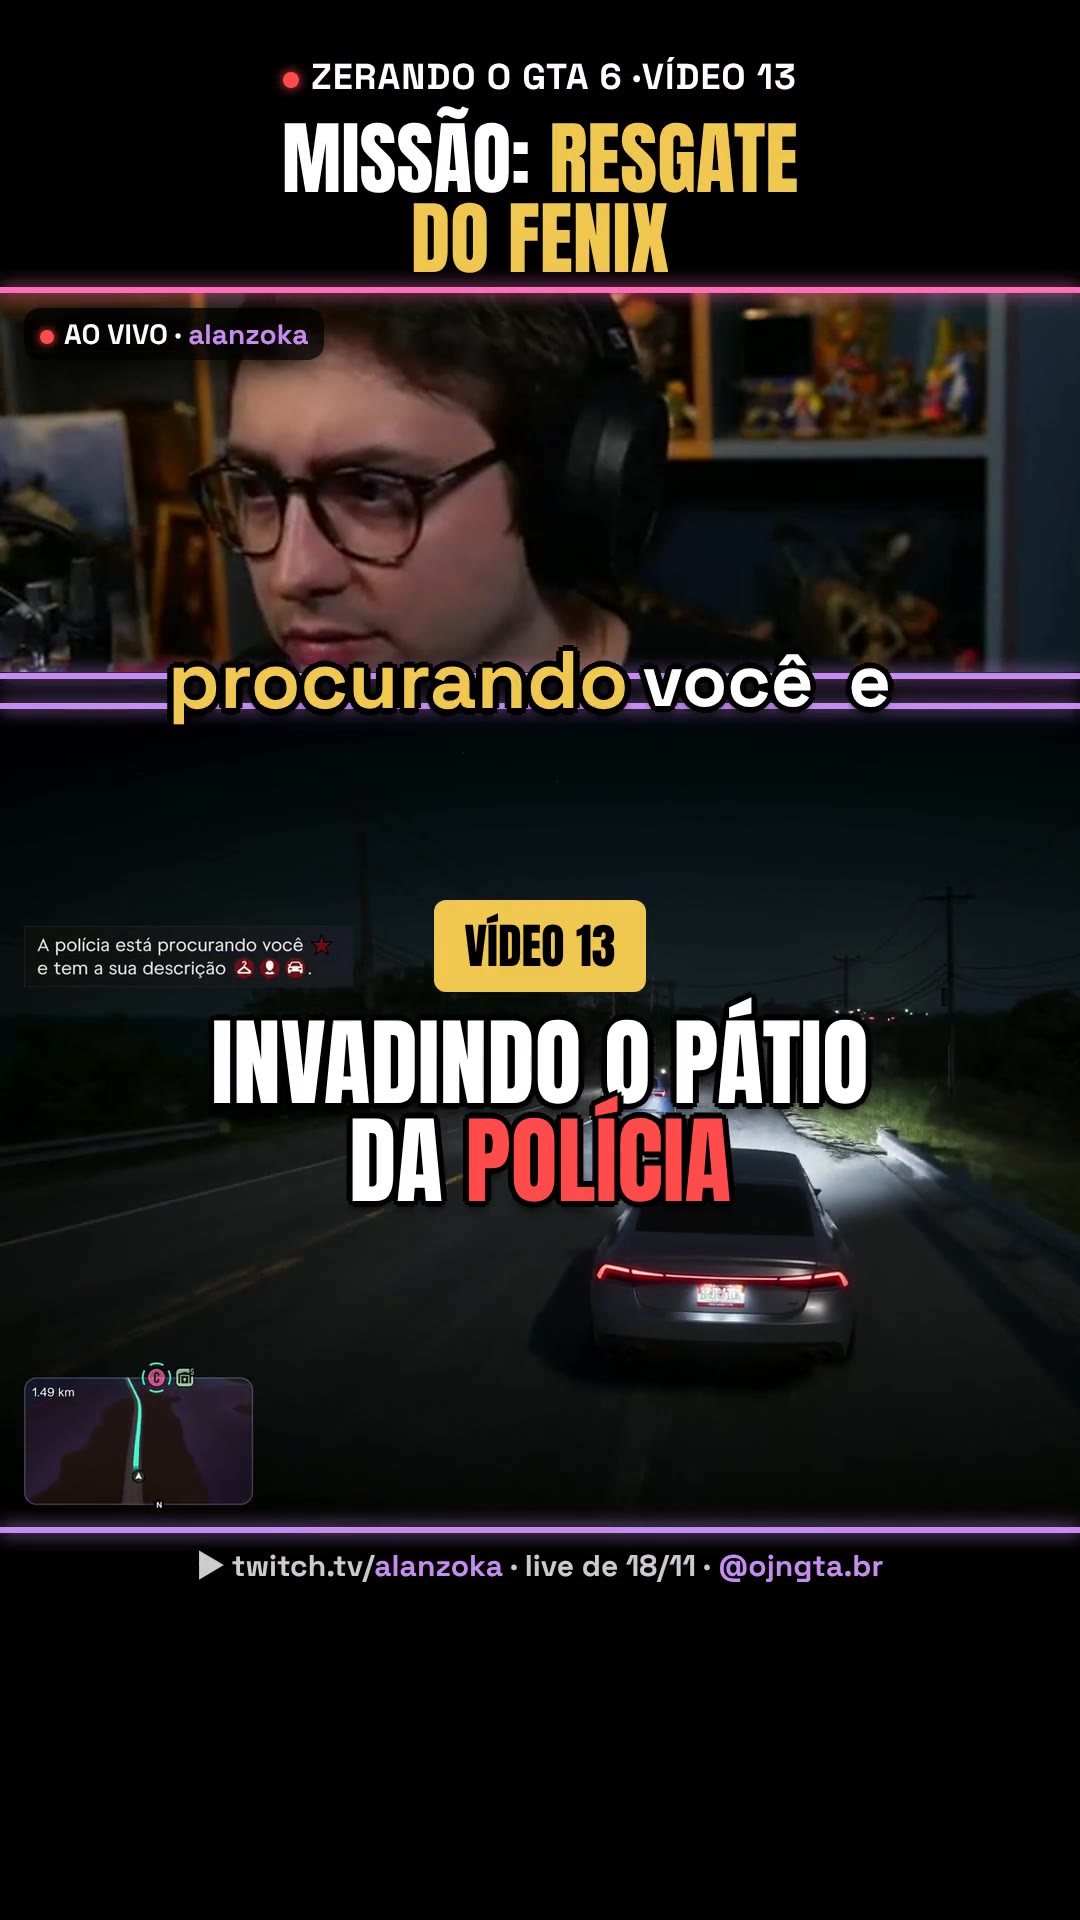 ZERANDO O GTA 6 ·VÍDEO 13
MISSÃO: RESGATE
DO FENIX
AO VIVO · alanzoka
procurando você e
A polícia está procurando você
e tem a sua descrição .
VÍDEO 13
INVADINDO O PÁTIO
DA POLÍCIA
1.49 km
C
N
twitch.tv/alanzoka · live de 18/11 · @ojngta.br